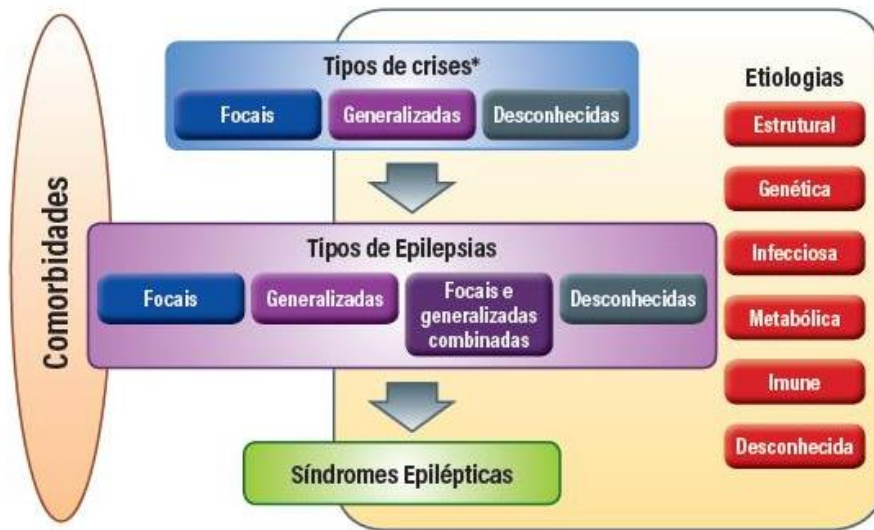 Comorbidades
Tipos de crises*
Focais
Generalizadas
Desconhecidas
Tipos de Epilepsias
Focais
Generalizadas
Focais e
generalizadas
combinadas
Desconhecidas
Síndromes Epilépticas
Etiologias
Estrutural
Genética
Infecciosa
Metabólica
Imune
Desconhecida